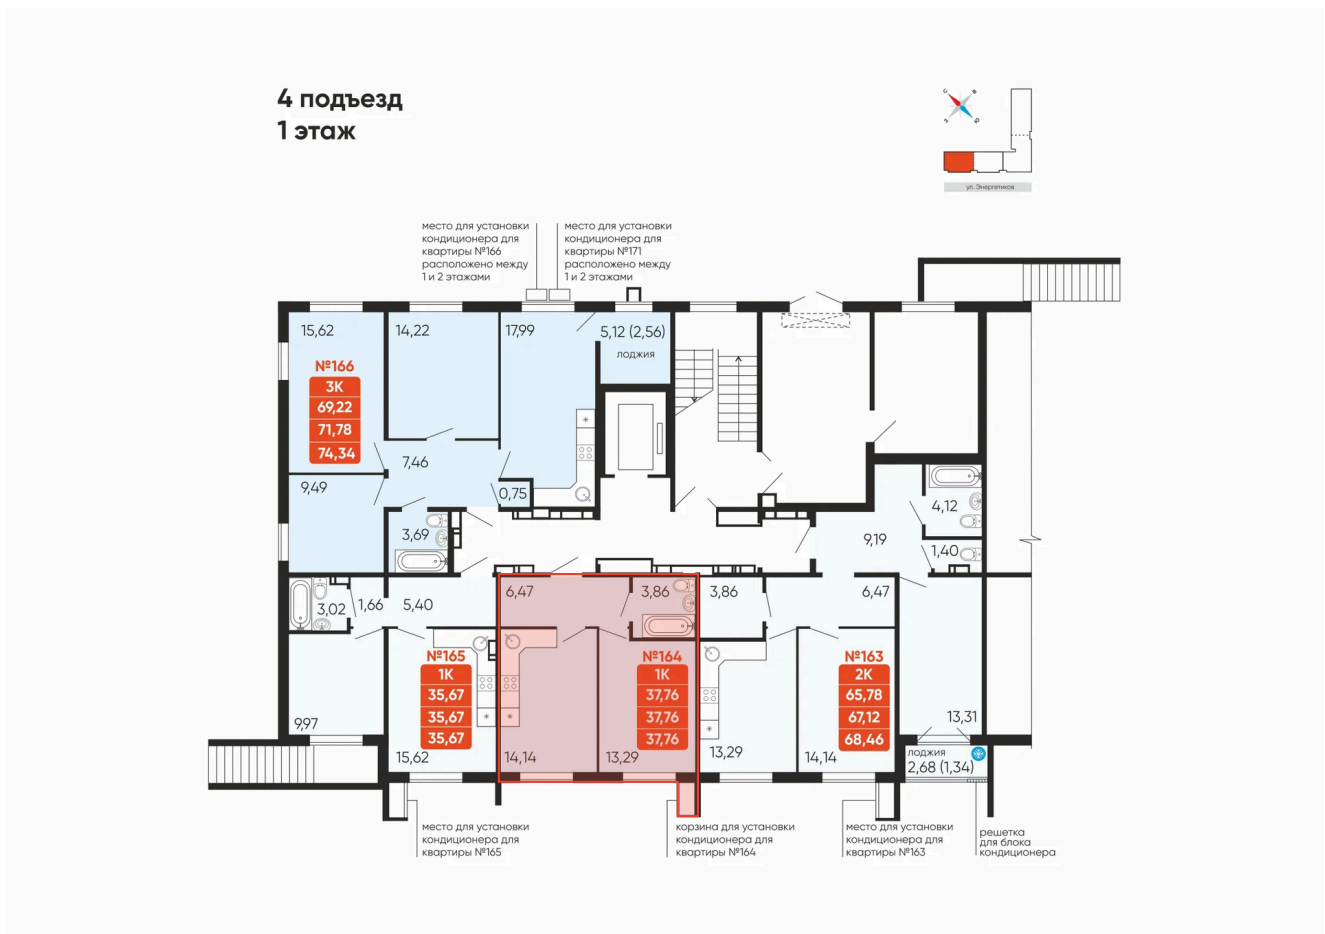 4 подъезд
1 этаж
С
В
З
Ю
ул. Энергетиков
место для установки
кондиционера для
квартиры №166
расположено между
1 и 2 этажами
место для установки
кондиционера для
квартиры №171
расположено между
1 и 2 этажами
15,62
14,22
17,99
5,12 (2,56)
лоджия
№166
3К
69,22
71,78
74,34
7,46
9,49
0,75
3,69
4,12
9,19
1,40
3,02
1,66
5,40
6,47
3,86
3,86
6,47
№165
1К
35,67
35,67
35,67
№164
1К
37,76
37,76
37,76
№163
2К
65,78
67,12
68,46
9,97
15,62
14,14
13,29
13,29
14,14
13,31
лоджия
2,68 (1,34)
место для установки
кондиционера для
квартиры №165
корзина для установки
кондиционера для
квартиры №164
место для установки
кондиционера для
квартиры №163
решетка
для блока
кондиционера